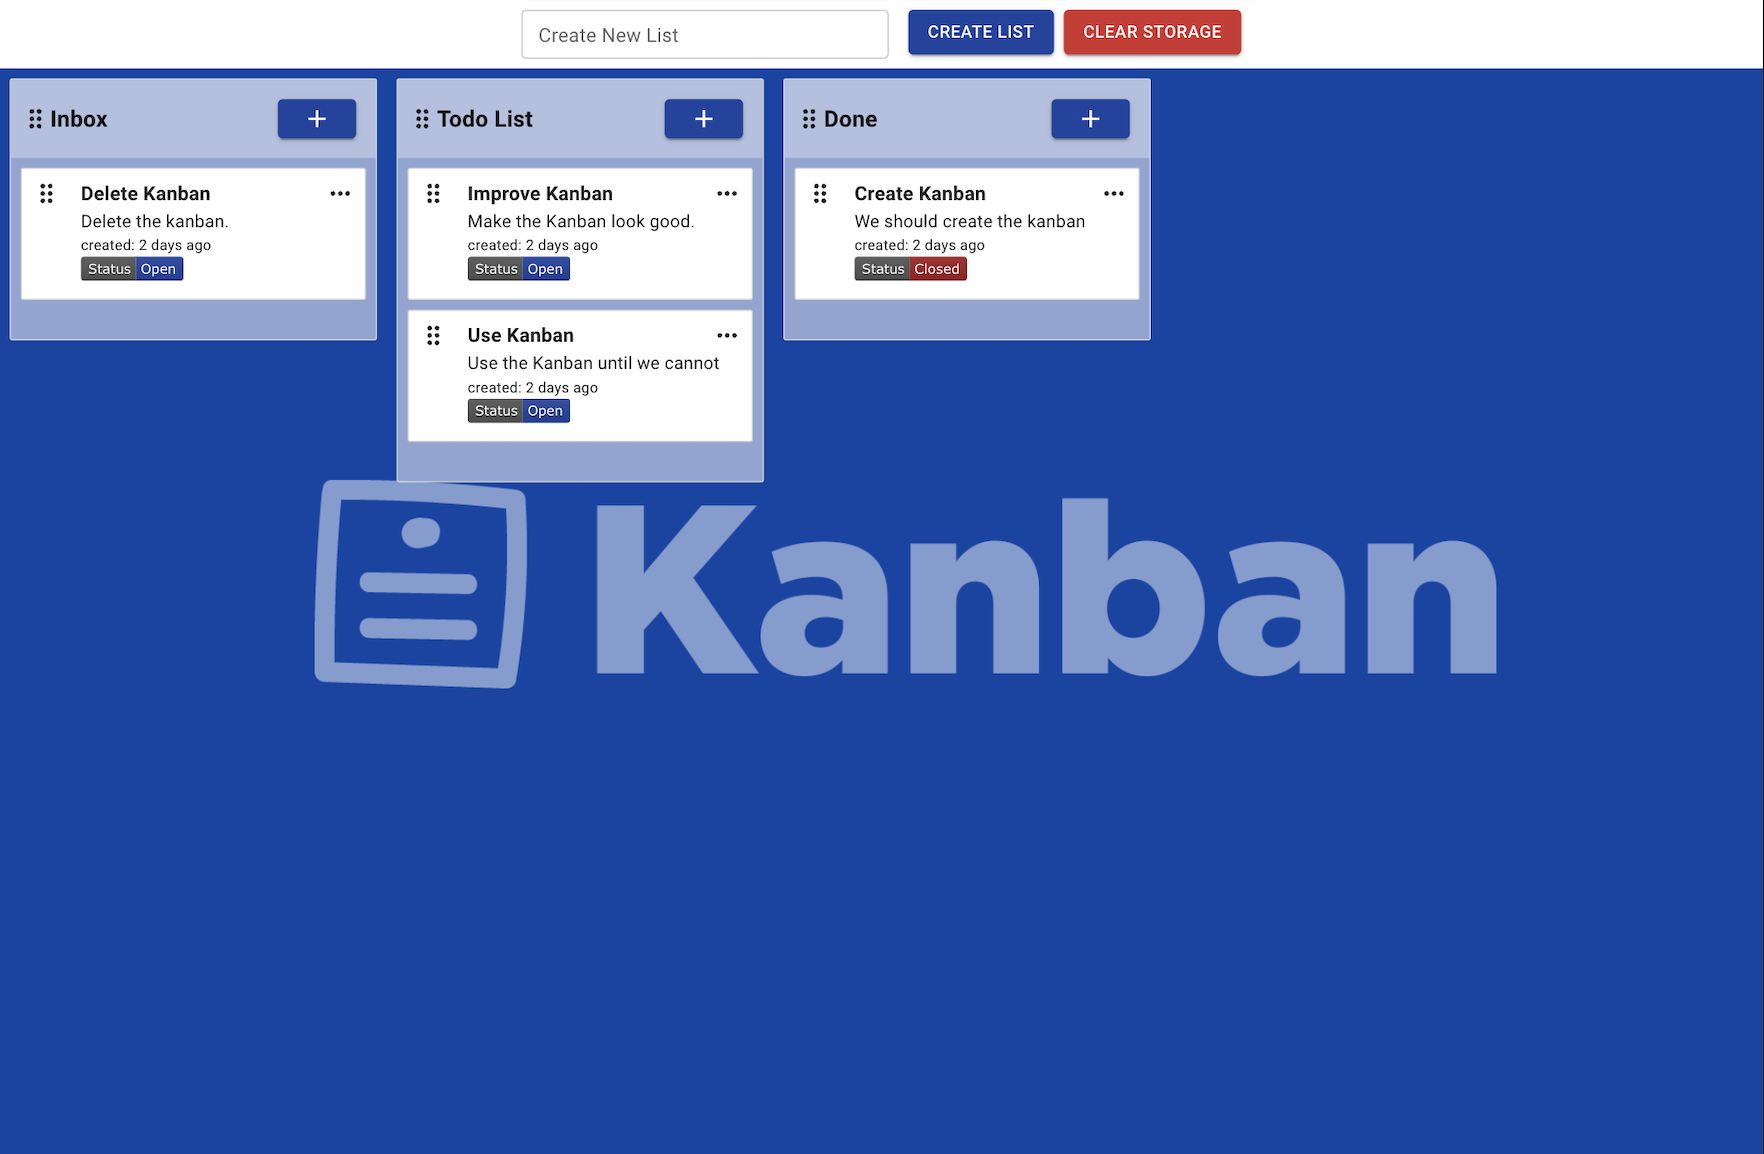 Create New List
CREATE LIST
CLEAR STORAGE
Inbox
+
Delete Kanban
Delete the kanban.
created: 2 days ago
Status Open
Todo List
+
Improve Kanban
Make the Kanban look good.
created: 2 days ago
Status Open
Use Kanban
Use the Kanban until we cannot
created: 2 days ago
Status Open
Done
+
Create Kanban
We should create the kanban
created: 2 days ago
Status Closed
Kanban